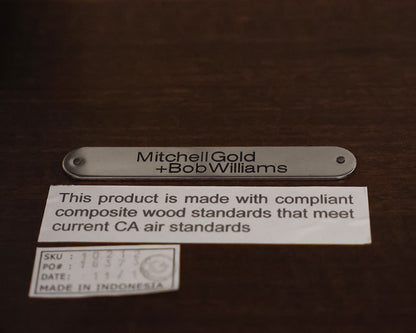 Mitchell Gold
+Bob Williams
This product is made with compliant
composite wood standards that meet
current CA air standards
SKU :
PO# :
DATE:
MADE IN INDONESIA